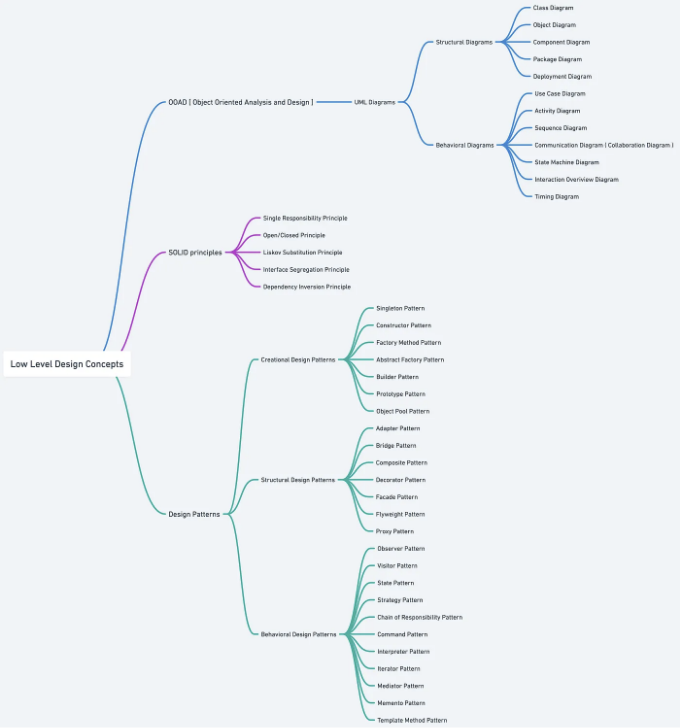 Low Level Design Concepts
OOAD [ Object Oriented Analysis and Design ]
UML Diagrams
Structural Diagrams
Class Diagram
Object Diagram
Component Diagram
Package Diagram
Deployment Diagram
Behavioral Diagrams
Use Case Diagram
Activity Diagram
Sequence Diagram
Communication Diagram ( Collaboration Diagram )
State Machine Diagram
Interaction Overiview Diagram
Timing Diagram
SOLID principles
Single Responsibility Principle
Open/Closed Principle
Liskov Substitution Principle
Interface Segregation Principle
Dependency Inversion Principle
Design Patterns
Creational Design Patterns
Singleton Pattern
Constructor Pattern
Factory Method Pattern
Abstract Factory Pattern
Builder Pattern
Prototype Pattern
Object Pool Pattern
Structural Design Patterns
Adapter Pattern
Bridge Pattern
Composite Pattern
Decorator Pattern
Facade Pattern
Flyweight Pattern
Proxy Pattern
Behavioral Design Patterns
Observer Pattern
Visitor Pattern
State Pattern
Strategy Pattern
Chain of Responsibility Pattern
Command Pattern
Interpreter Pattern
Iterator Pattern
Mediator Pattern
Memento Pattern
Template Method Pattern